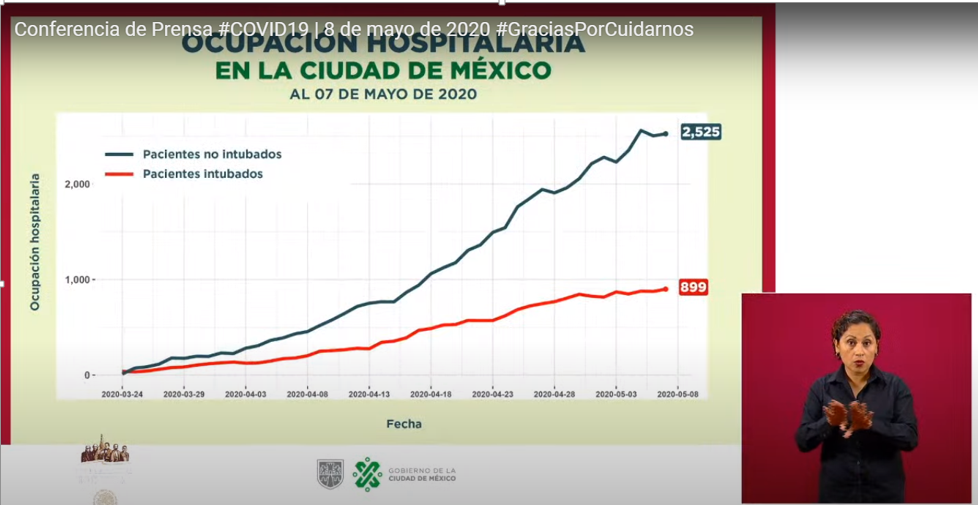 Conferencia de Prensa #COVID19 | 8 de mayo de 2020 #GraciasPorCuidarnos
OCUPACIÓN HOSPITALARIA
EN LA CIUDAD DE MÉXICO
AL 07 DE MAYO DE 2020
Ocupación hospitalaria
Pacientes no intubados
Pacientes intubados
2,525
2,000
1,000
899
0
2020-03-24 2020-03-29 2020-04-03 2020-04-08 2020-04-13 2020-04-18 2020-04-23 2020-04-28 2020-05-03 2020-05-08
Fecha
GOBIERNO DE LA
CIUDAD DE MÉXICO